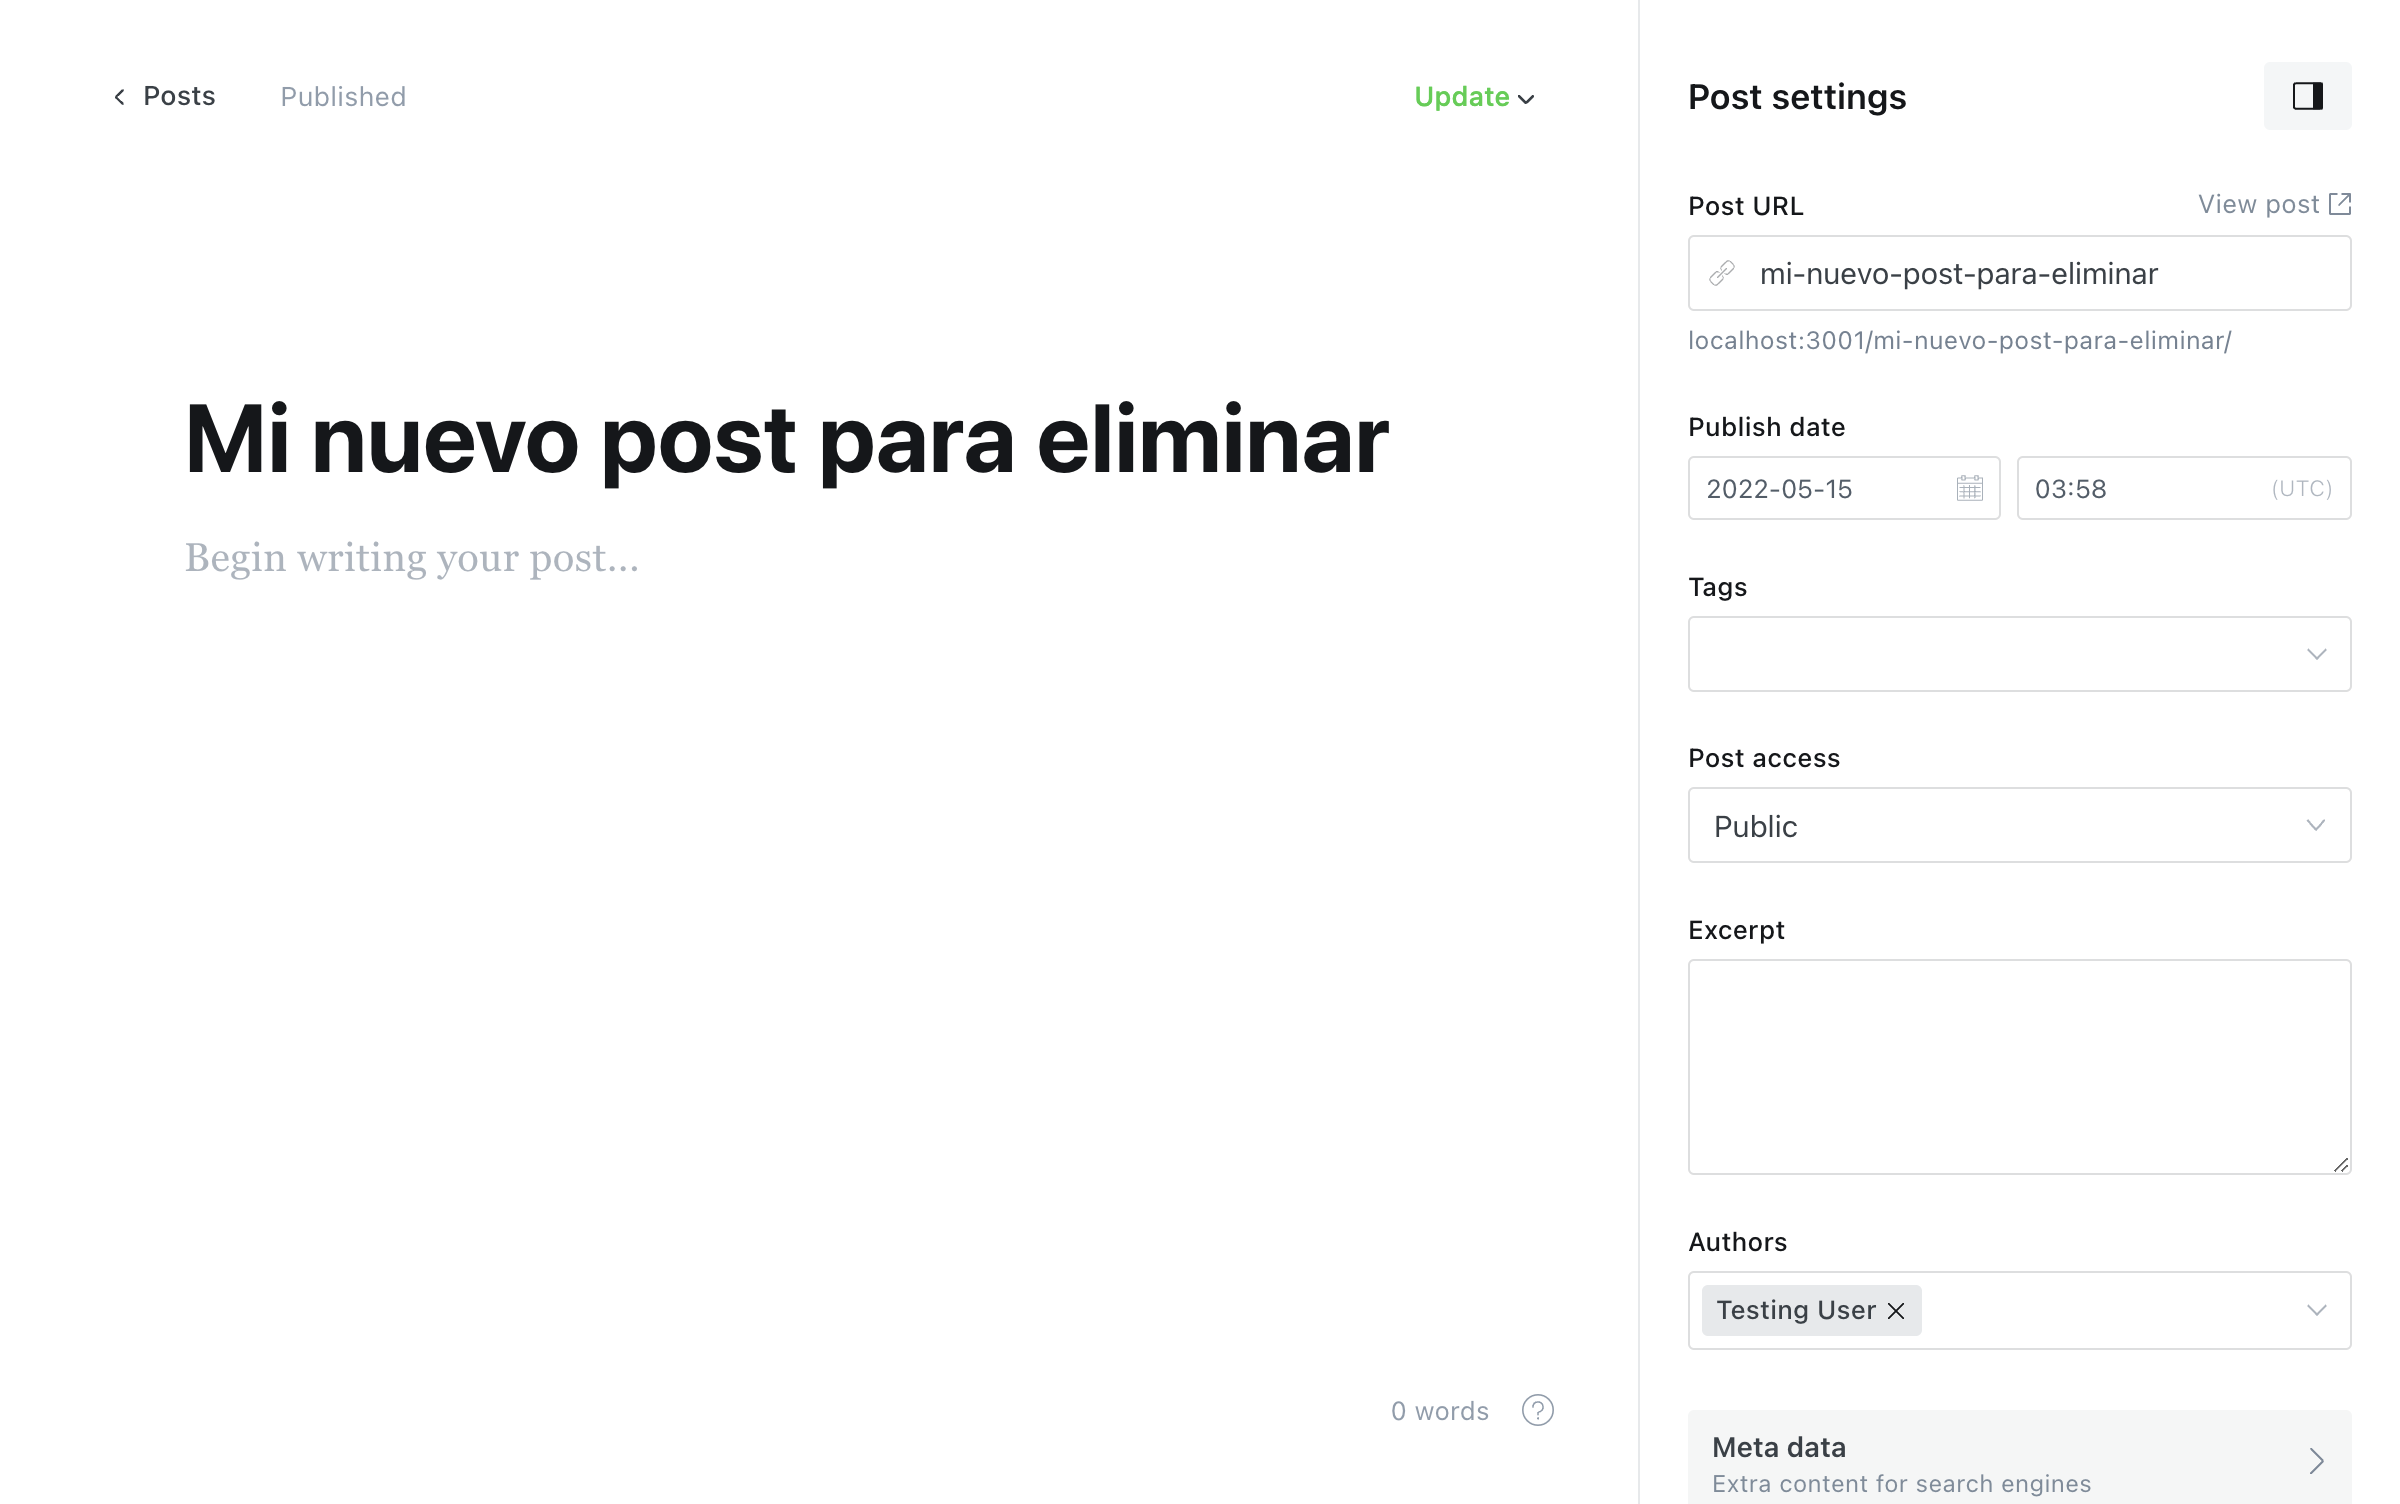 Posts
Published
Update
Mi nuevo post para eliminar
Begin writing your post...
0 words
?
Post settings
Post URL
View post
mi-nuevo-post-para-eliminar
localhost:3001/mi-nuevo-post-para-eliminar/
Publish date
2022-05-15
03:58
(UTC)
Tags
Post access
Public
Excerpt
Authors
Testing User
Meta data
Extra content for search engines